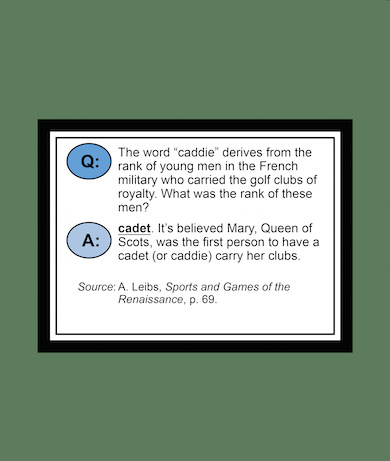 Q: The word “caddie” derives from the
rank of young men in the French
military who carried the golf clubs of
royalty. What was the rank of these
men?
A: cadet. It’s believed Mary, Queen of
Scots, was the first person to have a
cadet (or caddie) carry her clubs.
Source: A. Leibs, Sports and Games of the
Renaissance, p. 69.